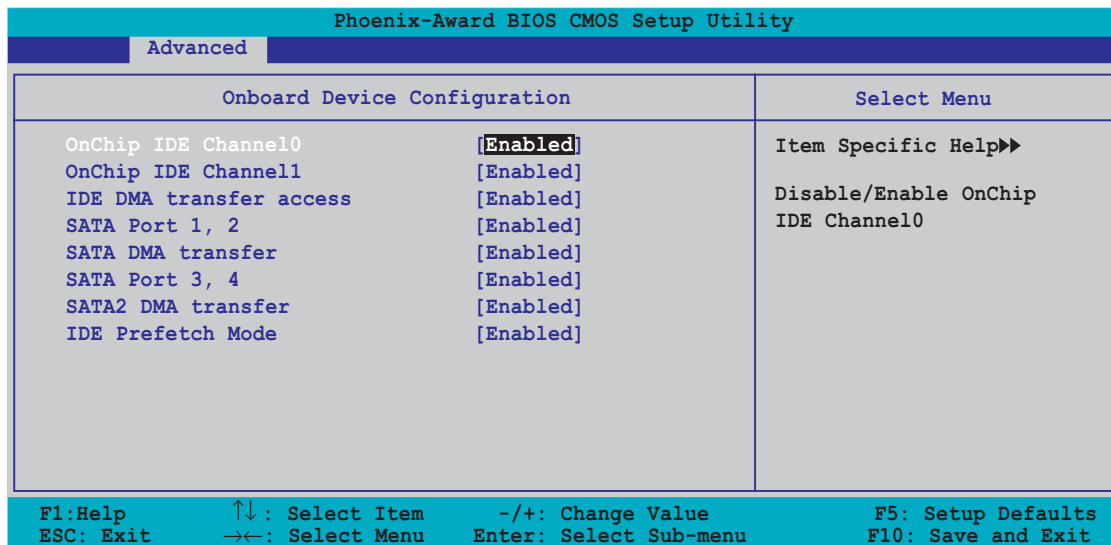 Phoenix-Award BIOS CMOS Setup Utility
Advanced
Onboard Device Configuration
Select Menu
OnChip IDE Channel0 [Enabled]
OnChip IDE Channel1 [Enabled]
IDE DMA transfer access [Enabled]
SATA Port 1, 2 [Enabled]
SATA DMA transfer [Enabled]
SATA Port 3, 4 [Enabled]
SATA2 DMA transfer [Enabled]
IDE Prefetch Mode [Enabled]
Item Specific Help▶▶
Disable/Enable OnChip
IDE Channel0
F1:Help ↑↓: Select Item -/+: Change Value F5: Setup Defaults
ESC: Exit →←: Select Menu Enter: Select Sub-menu F10: Save and Exit